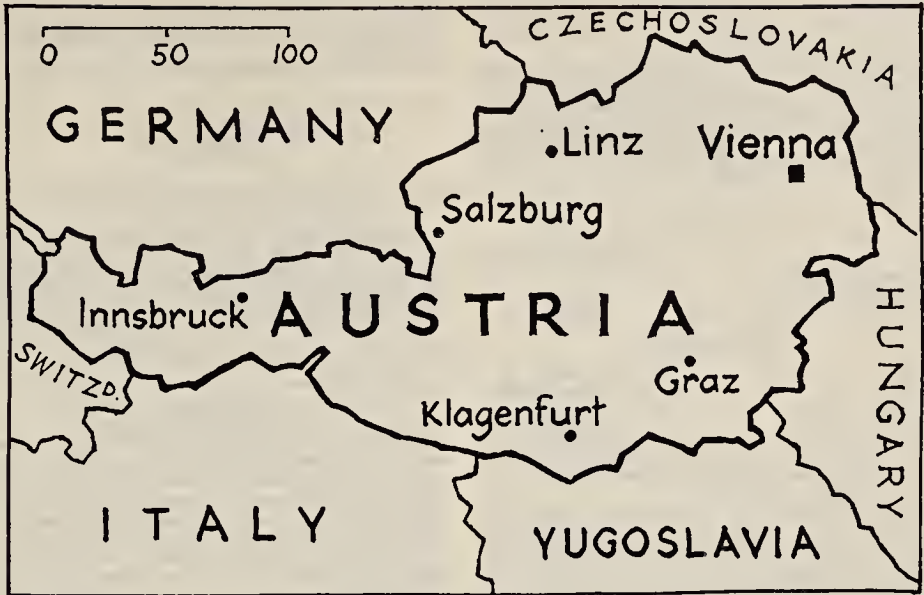 0 50 100
CZECHOSLOVAKIA
GERMANY
Linz
Vienna
Salzburg
Innsbruck
AUSTRIA
HUNGARY
SWITZD.
Graz
Klagenfurt
ITALY
YUGOSLAVIA